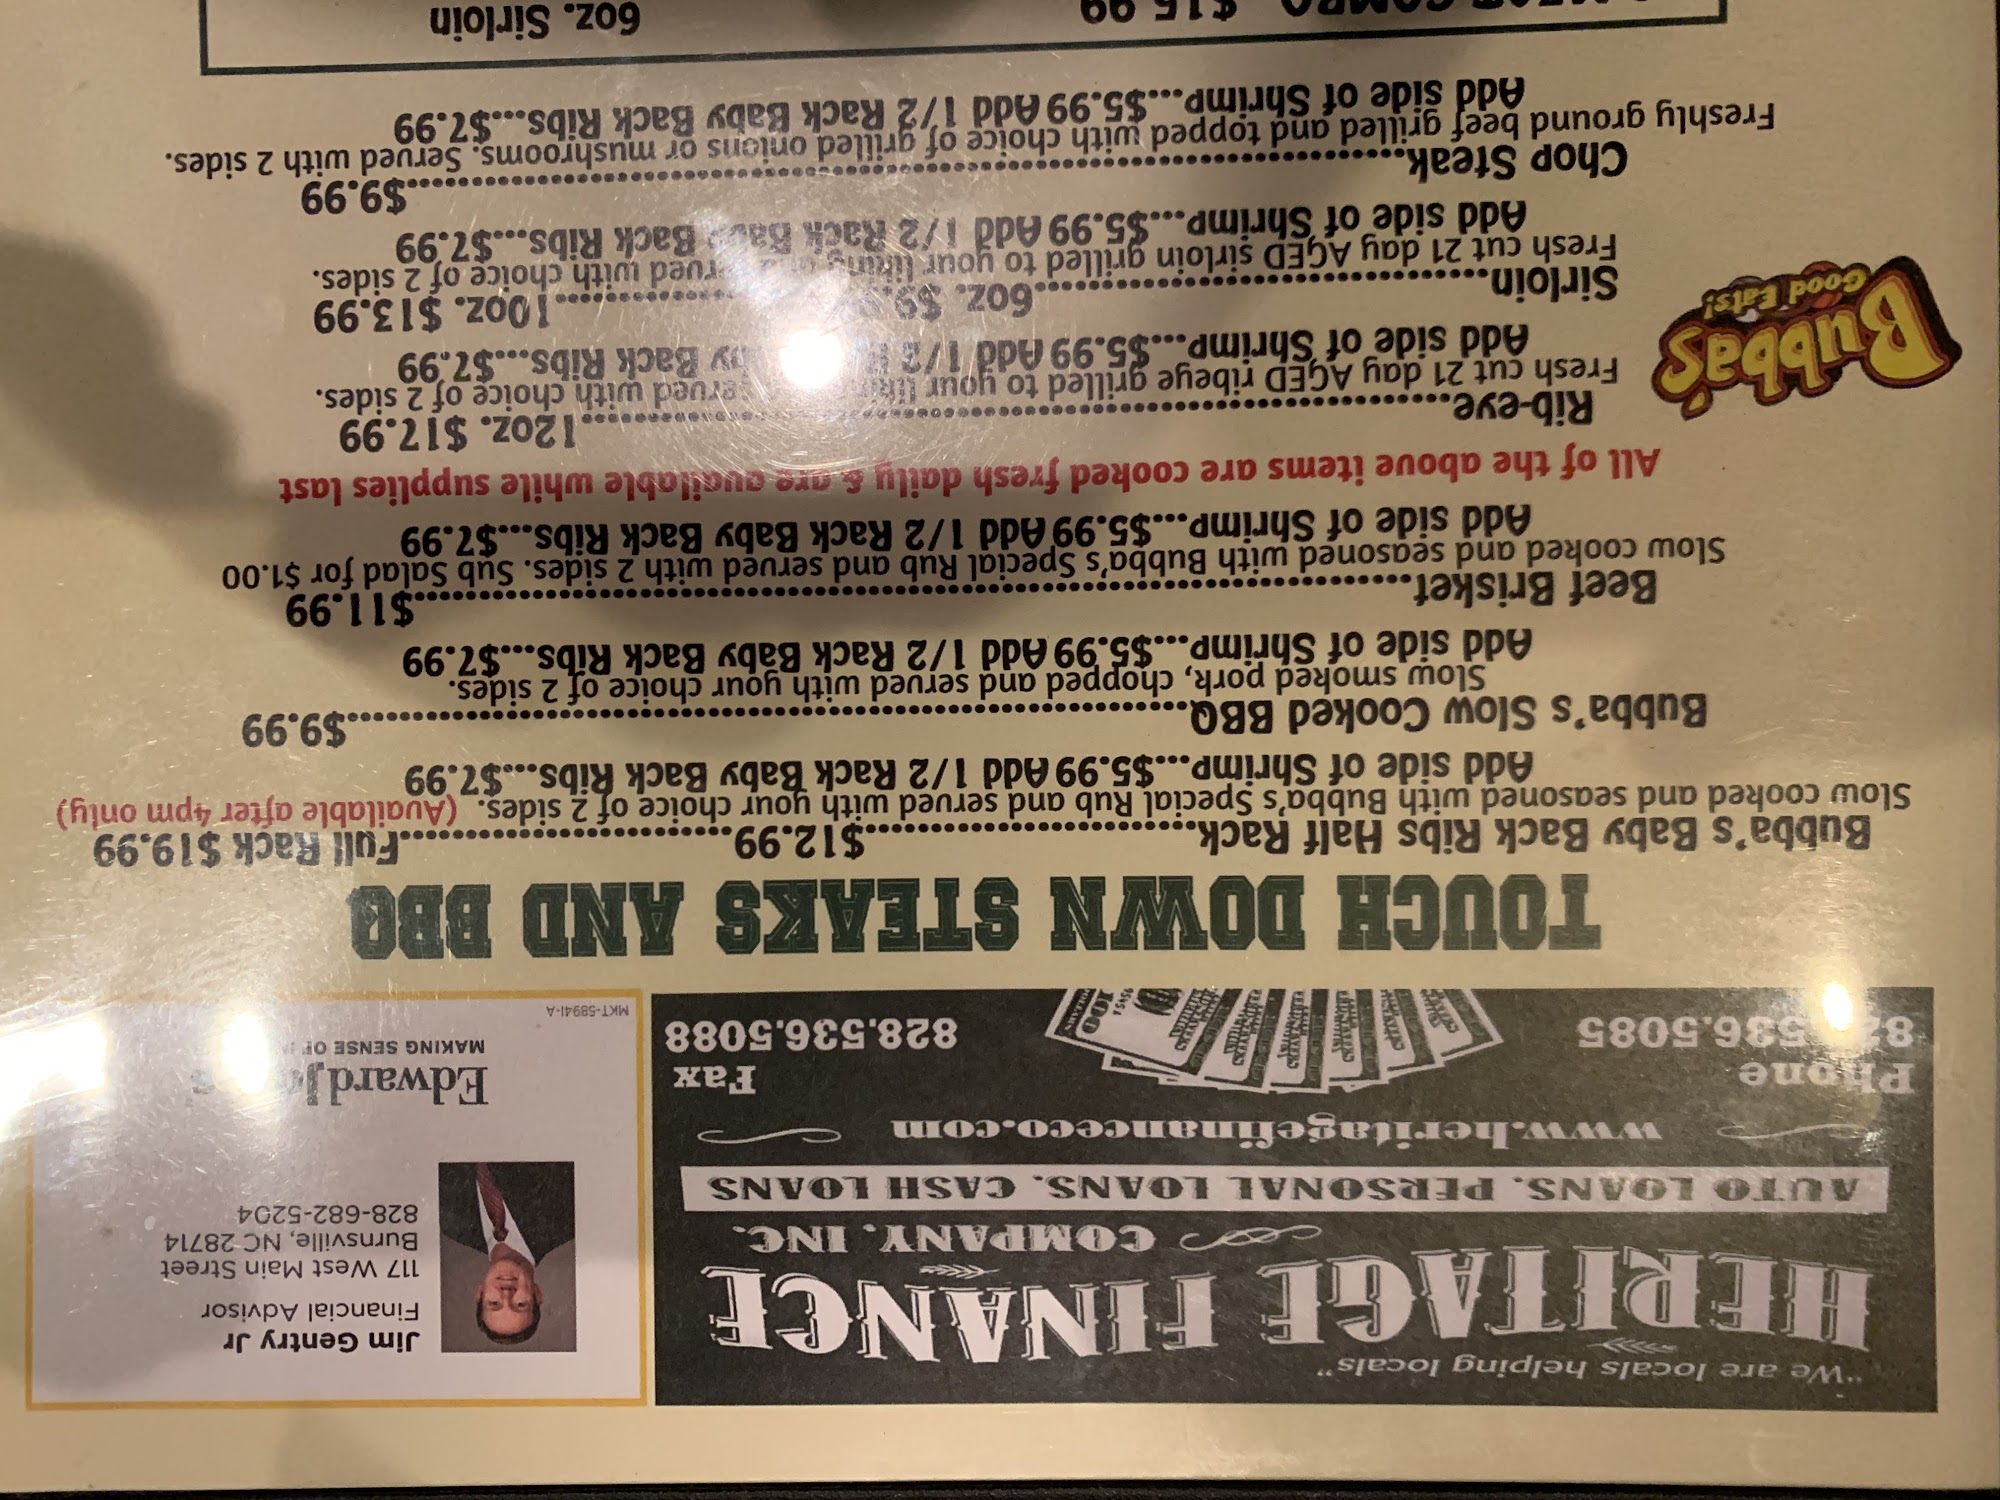 "We are locals helping locals"
HERITAGE FINANCE
COMPANY, INC.
AUTO LOANS. PERSONAL LOANS. CASH LOANS
www.heritagefinanceco.com
Phone
Fax
536.5085
828.536.5088
100
Jim Gentry Jr
Financial Advisor
117 West Main Street
Burnsville, NC 28714
828-682-5204
Edward Jones
MAKING SENSE OF
MKT-5894I-A
TOUCH DOWN STEAKS AND BBQ
Bubba's Baby Back Ribs Half Rack....................$12.99....................Full Rack $19.99
Slow cooked and seasoned with Bubba's Special Rub and served with your choice of 2 sides. (Available after 4pm only)
Add side of Shrimp....$5.99 Add 1/2 Rack Baby Back Ribs....$7.99
Bubba's Slow Cooked BBQ....................$9.99
Slow smoked pork, chopped and served with your choice of 2 sides.
Add side of Shrimp....$5.99 Add 1/2 Rack Baby Back Ribs....$7.99
Beef Brisket....................$11.99
Slow cooked and seasoned with Bubba's Special Rub and served with 2 sides. Sub Salad for $1.00
Add side of Shrimp....$5.99 Add 1/2 Rack Baby Back Ribs....$7.99
All of the above items are cooked fresh daily & are available while supplies last
Rib-eye....................12oz. $17.99
Fresh cut 21 day AGED ribeye grilled to your served with choice of 2 sides.
Add side of Shrimp....$5.99 Add 1/2 Back Ribs....$7.99
Bubba's
Good Eats!
Sirloin....................6oz. $9. ....................10oz. $13.99
Fresh cut 21 day AGED sirloin grilled to your liking served with choice of 2 sides.
Add side of Shrimp....$5.99 Add 1/2 Rack Baby Back Ribs....$7.99
Chop Steak....................$9.99
Freshly ground beef grilled and topped with choice of grilled onions or mushrooms. Served with 2 sides.
Add side of Shrimp....$5.99 Add 1/2 Rack Baby Back Ribs....$7.99
MEAT COMBO $15.99
6oz. Sirloin